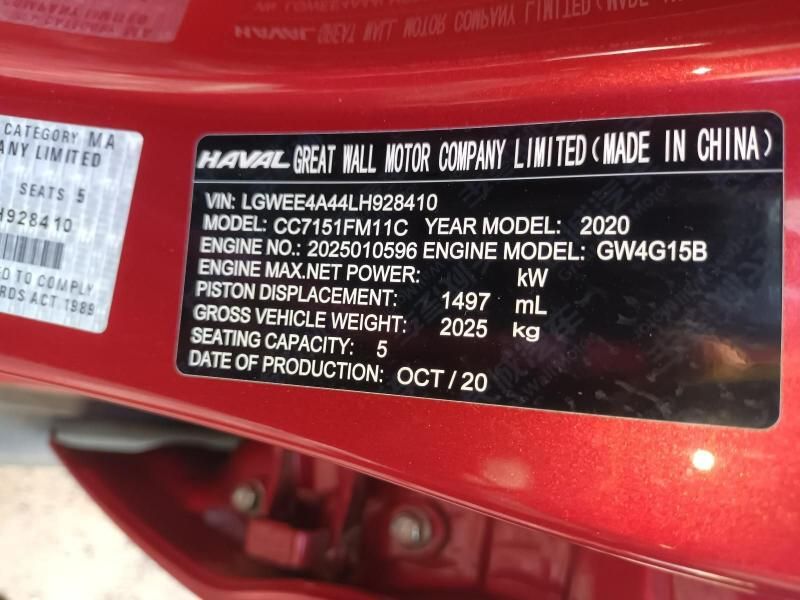 CATEGORY MA
ANY LIMITED
SEATS 5
H928410
ED TO COMPLY
RDS ACT 1989
HAVAL GREAT WALL MOTOR COMPANY LIMITED (MADE IN CHINA)
VIN: LGWEE4A44LH928410
MODEL: CC7151FM11C YEAR MODEL: 2020
ENGINE NO.: 2025010596 ENGINE MODEL: GW4G15B
ENGINE MAX.NET POWER: kW
PISTON DISPLACEMENT: 1497 mL
GROSS VEHICLE WEIGHT: 2025 kg
SEATING CAPACITY: 5
DATE OF PRODUCTION: OCT / 20